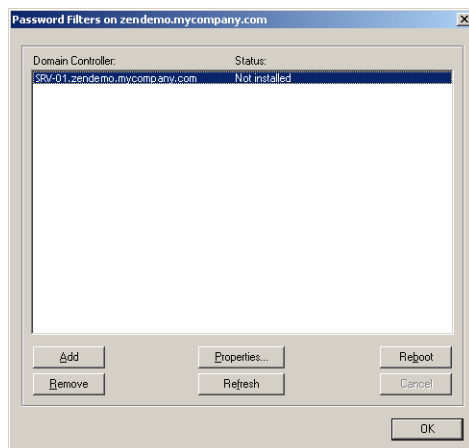 Password Filters on zendemo.mycompany.com
Domain Controller: Status:
SRV-01.zendemo.mycompany.com Not installed
Add Properties... Reboot
Remove Refresh Cancel
OK